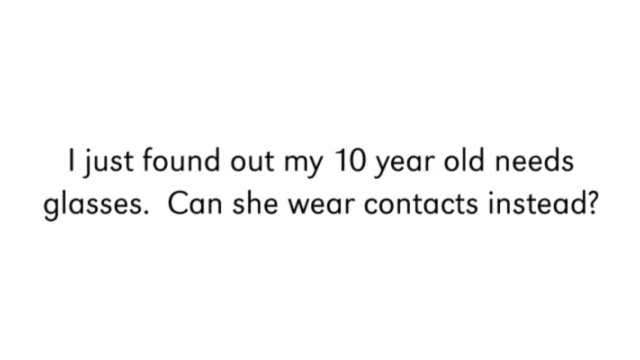 I just found out my 10 year old needs
glasses.  Can she wear contacts instead?